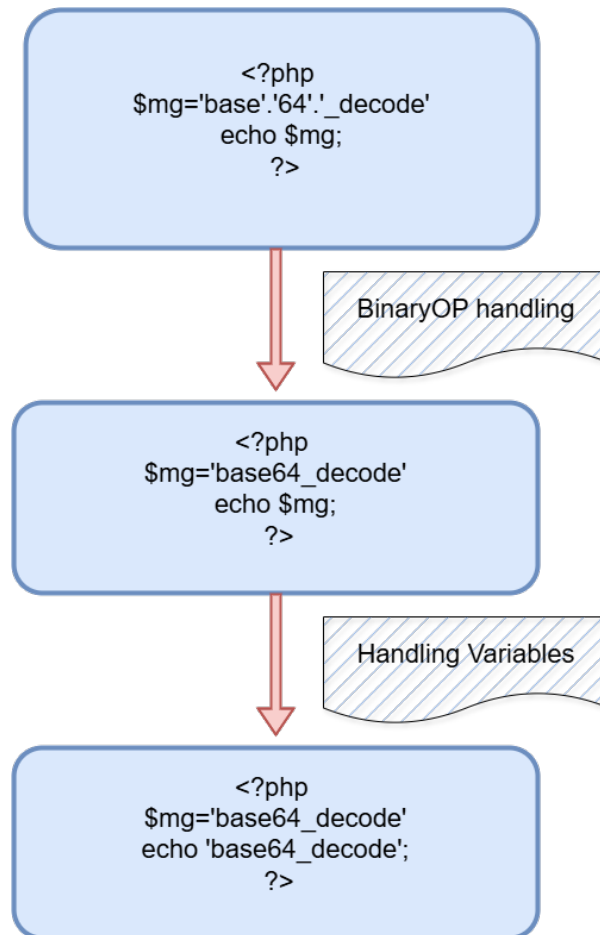 <?php
$mg='base'.'64'.'_decode'
echo $mg;
?>
BinaryOP handling
<?php
$mg='base64_decode'
echo $mg;
?>
Handling Variables
<?php
$mg='base64_decode'
echo 'base64_decode';
?>